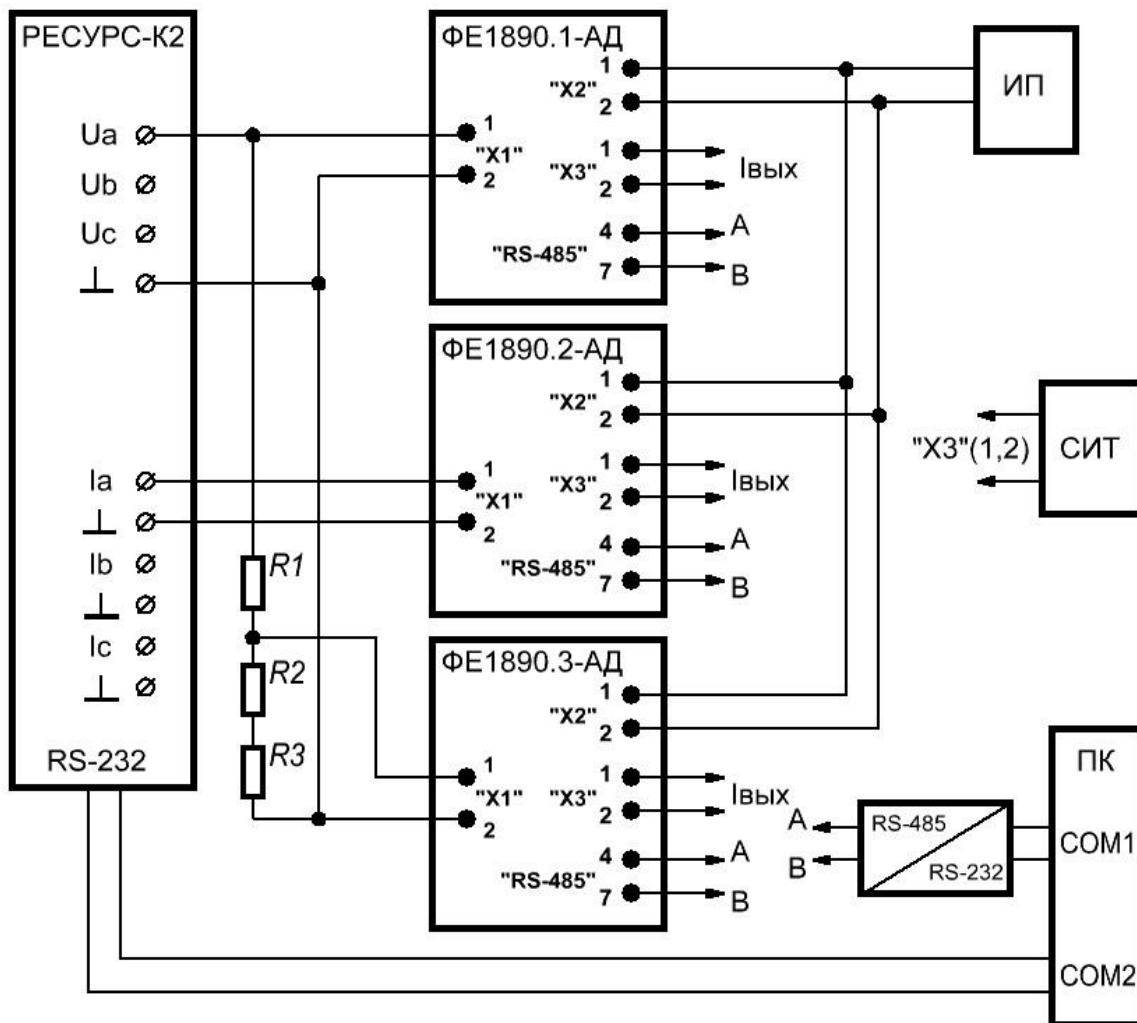 РЕСУРС-К2
Ua
Ub
Uc
Ia
Ib
Ic
RS-232
R1
R2
R3
ФЕ1890.1-АД
1
"X2"
2
1
"X1"
2
1
"X3"
2
Iвых
4
A
"RS-485"
7
B
ФЕ1890.2-АД
1
"X2"
2
1
"X1"
2
1
"X3"
2
Iвых
4
A
"RS-485"
7
B
ФЕ1890.3-АД
1
"X2"
2
1
"X1"
2
1
"X3"
2
Iвых
4
A
"RS-485"
7
B
ИП
"X3"(1,2)
СИТ
A
B
RS-485
RS-232
ПК
COM1
COM2